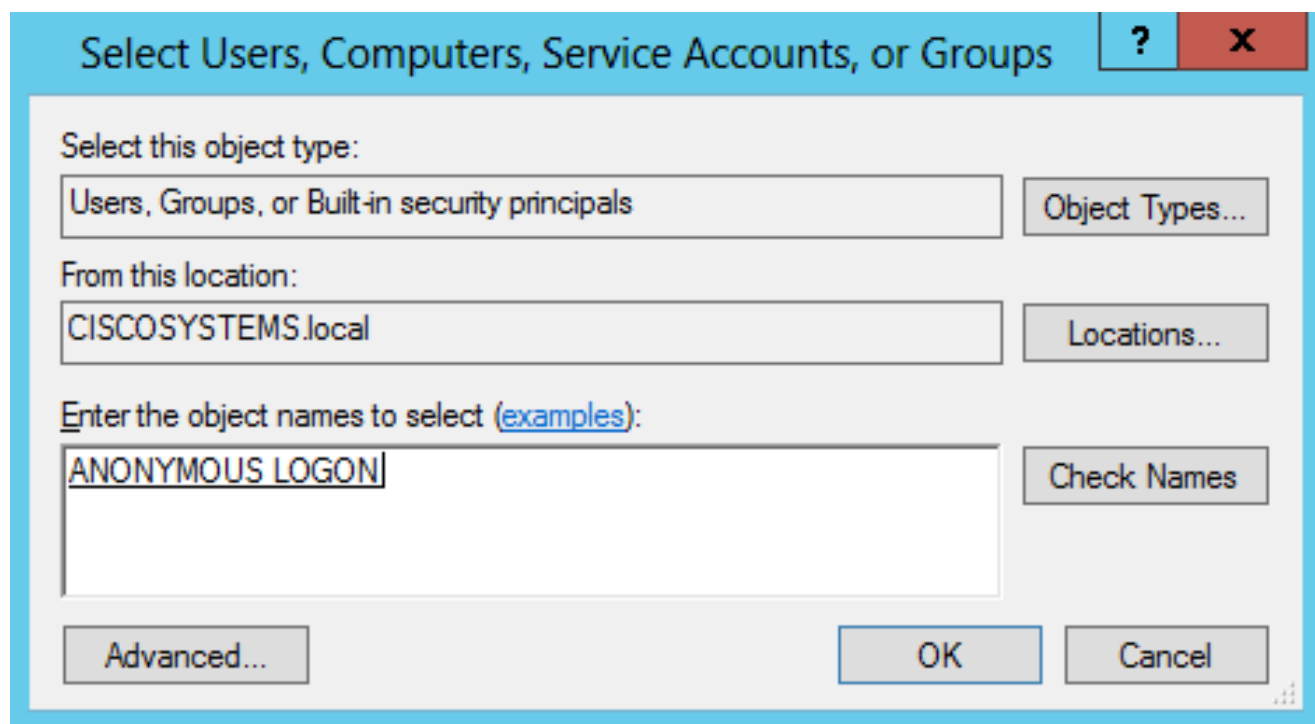 Select Users, Computers, Service Accounts, or Groups
?
x
Select this object type:
Users, Groups, or Built-in security principals
Object Types...
From this location:
CISCOSYSTEMS.local
Locations...
Enter the object names to select (examples):
ANONYMOUS LOGON
Check Names
Advanced...
OK
Cancel